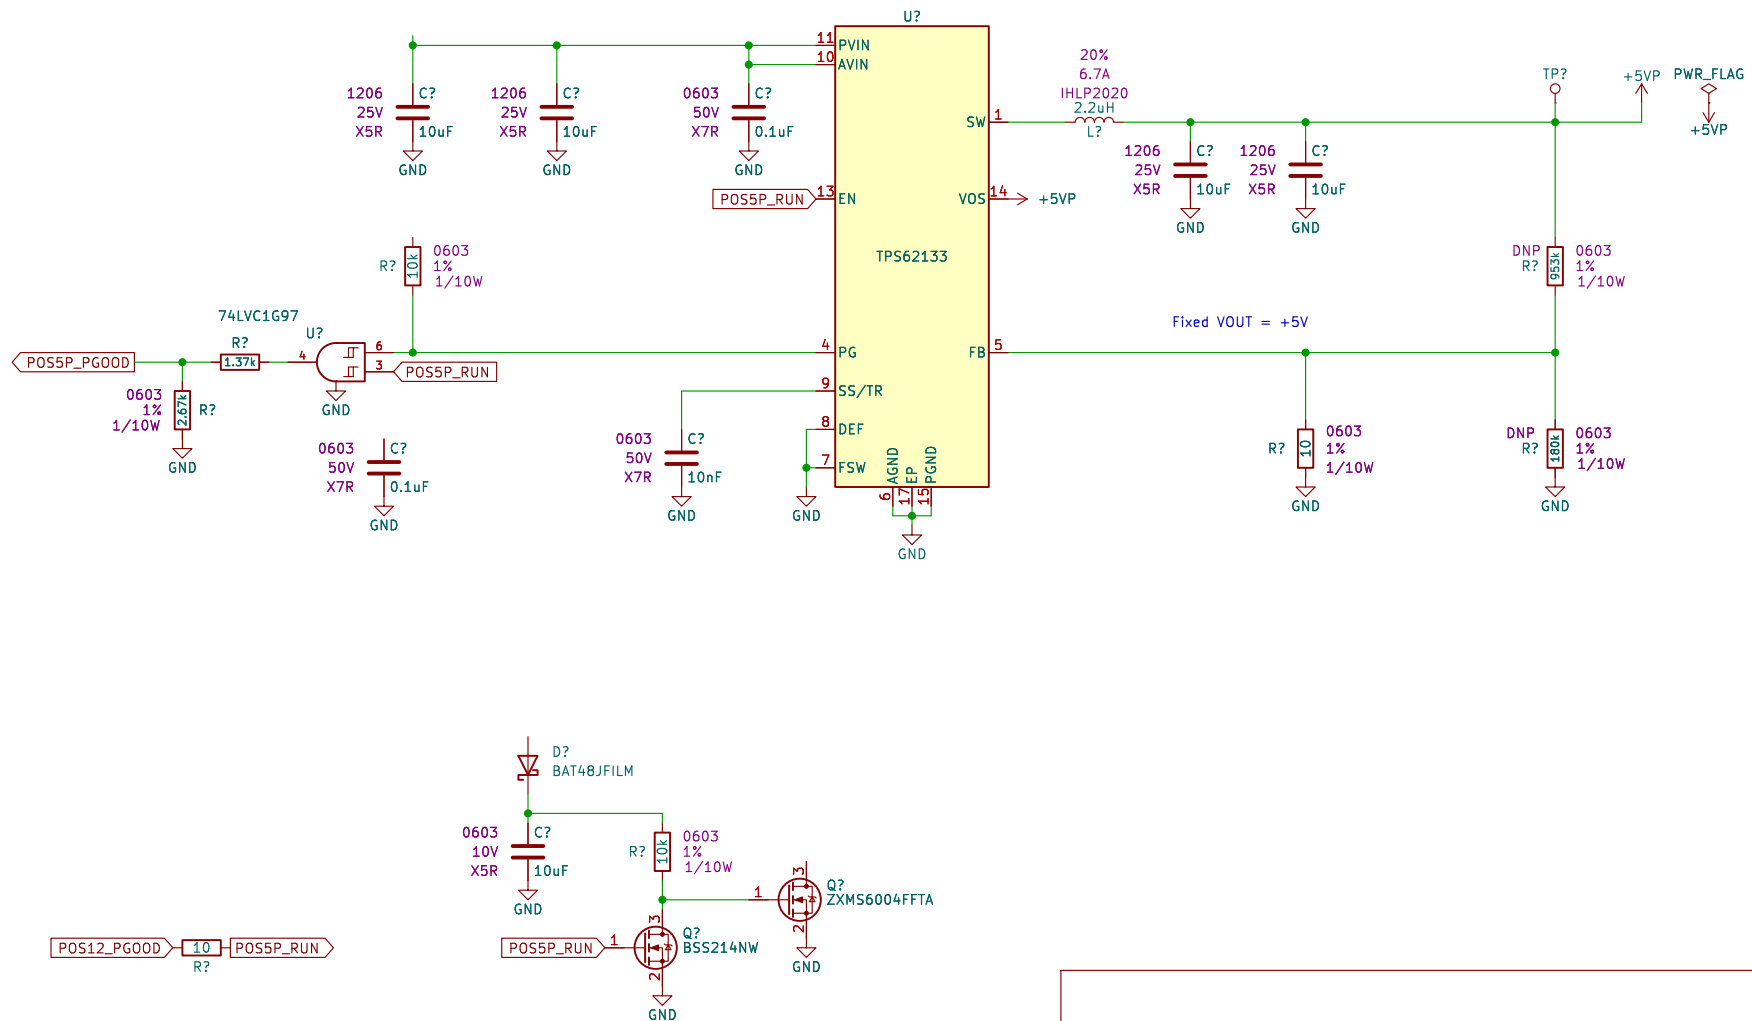 U?
11 PVIN
10 AVIN
1206 C?
25V
X5R 10uF
GND
1206 C?
25V
X5R 10uF
GND
0603 C?
50V
X7R 0.1uF
GND
20%
6.7A
IHLP2020
2.2uH
L?
SW 1
TP?
+5VP
PWR_FLAG
+5VP
1206 C?
25V
X5R 10uF
GND
1206 C?
25V
X5R 10uF
GND
POS5P_RUN 13 EN
VOS 14 +5VP
TPS62133
R? 10k 0603
1%
1/10W
DNP 0603
R? 953k 1%
1/10W
74LVC1G97
U?
Fixed VOUT = +5V
POS5P_PGOOD
R?
1.37k
4
6
3
POS5P_RUN
GND
4 PG
FB 5
0603
1% 2.67k R?
1/10W
GND
9 SS/TR
8 DEF
7 FSW
0603 C?
50V
X7R 0.1uF
GND
0603 C?
50V
X7R 10nF
GND
GND
AGND EP PGND
6 17 15
GND
R? 10 0603
1%
1/10W
GND
DNP 0603
R? 180k 1%
1/10W
GND
D?
BAT48JFILM
0603 C?
10V
X5R 10uF
GND
R? 10k 0603
1%
1/10W
3
1
2
Q?
ZXMS6004FFTA
GND
POS12_PGOOD 10 POS5P_RUN
R?
POS5P_RUN 1
3
2
Q?
BSS214NW
GND